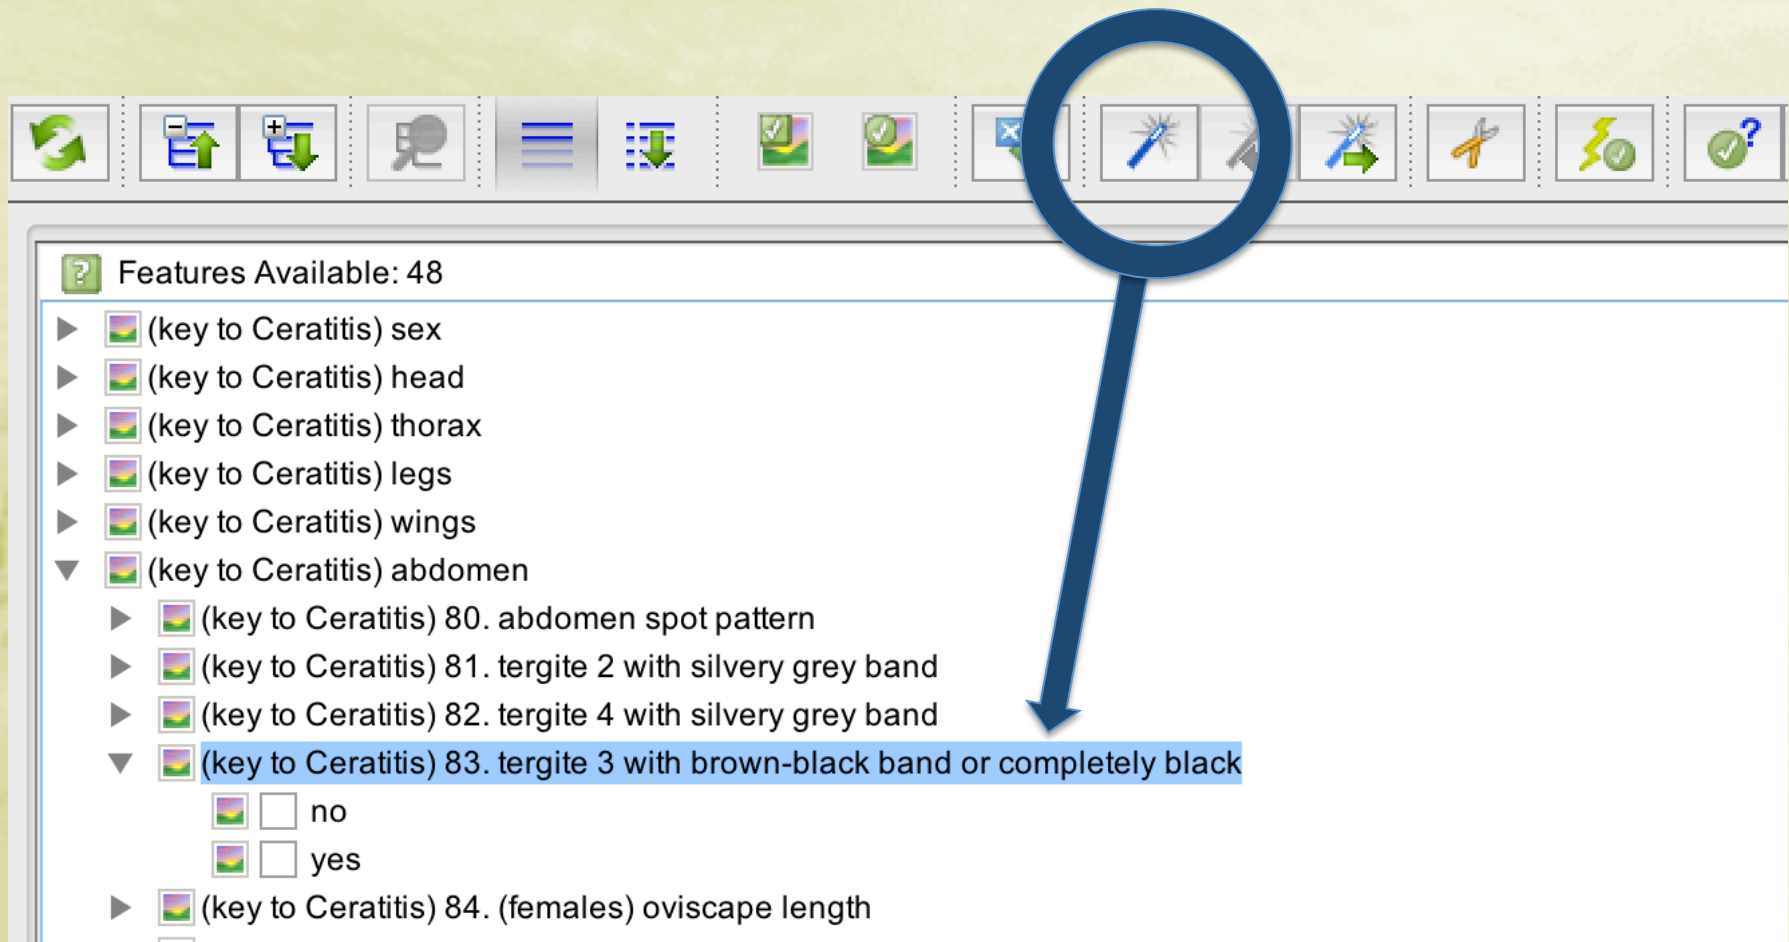 Features Available: 48
(key to Ceratitis) sex
(key to Ceratitis) head
(key to Ceratitis) thorax
(key to Ceratitis) legs
(key to Ceratitis) wings
(key to Ceratitis) abdomen
(key to Ceratitis) 80. abdomen spot pattern
(key to Ceratitis) 81. tergite 2 with silvery grey band
(key to Ceratitis) 82. tergite 4 with silvery grey band
(key to Ceratitis) 83. tergite 3 with brown-black band or completely black
no
yes
(key to Ceratitis) 84. (females) oviscape length